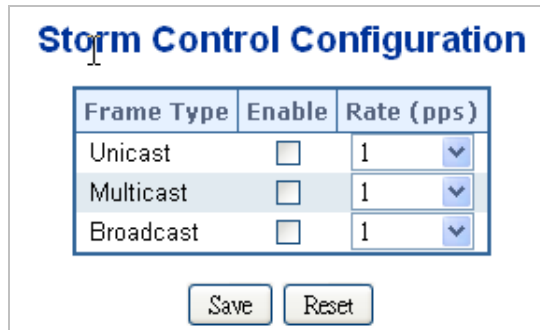 Storm Control Configuration
Frame Type Enable Rate (pps)
Unicast 1
Multicast 1
Broadcast 1
Save Reset